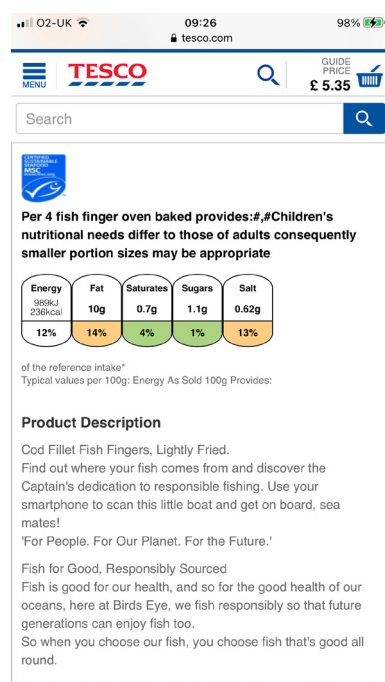 O2-UK 09:26 98%
tesco.com
MENU
TESCO
GUIDE
PRICE
£ 5.35
Search
CERTIFIED
SUSTAINABLE
SEAFOOD
MSC
Per 4 fish finger oven baked provides:#,#Children's
nutritional needs differ to those of adults consequently
smaller portion sizes may be appropriate
Energy Fat Saturates Sugars Salt
989kJ
236kcal 10g 0.7g 1.1g 0.62g
12% 14% 4% 1% 13%
of the reference intake*
Typical values per 100g: Energy As Sold 100g Provides:
Product Description
Cod Fillet Fish Fingers, Lightly Fried.
Find out where your fish comes from and discover the
Captain's dedication to responsible fishing. Use your
smartphone to scan this little boat and get on board, sea
mates!
'For People. For Our Planet. For the Future.'
Fish for Good, Responsibly Sourced
Fish is good for our health, and so for the good health of our
oceans, here at Birds Eye, we fish responsibly so that future
generations can enjoy fish too.
So when you choose our fish, you choose fish that's good all
round.